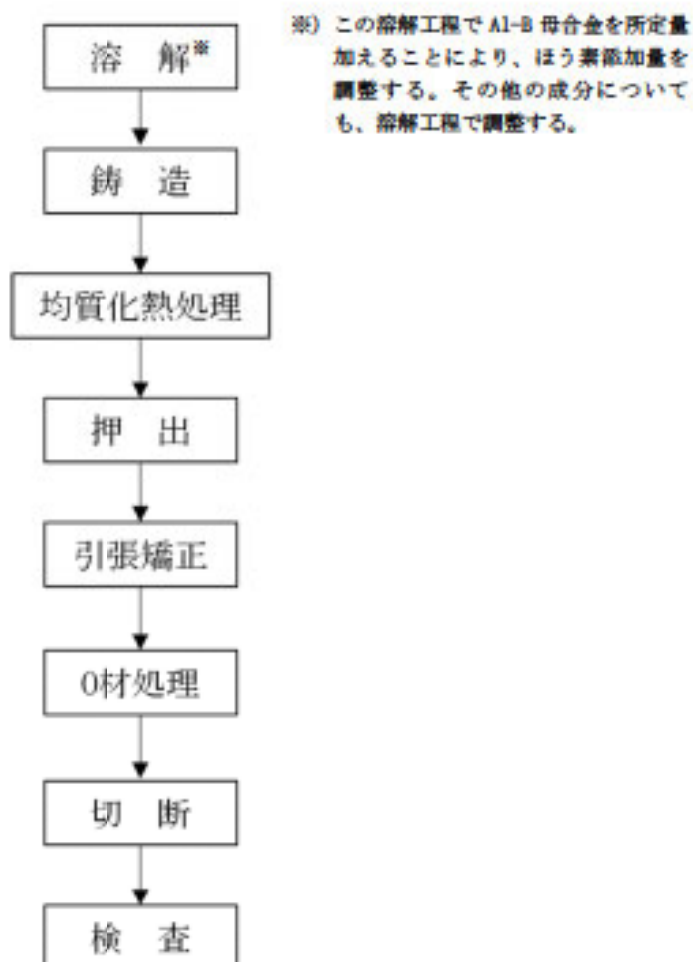 溶　解※
※) この溶解工程で Al-B 母合金を所定量
加えることにより、ほう素添加量を
調整する。その他の成分について
も、溶解工程で調整する。
鋳　造
均質化熱処理
押　出
引張矯正
O材処理
切　断
検　査